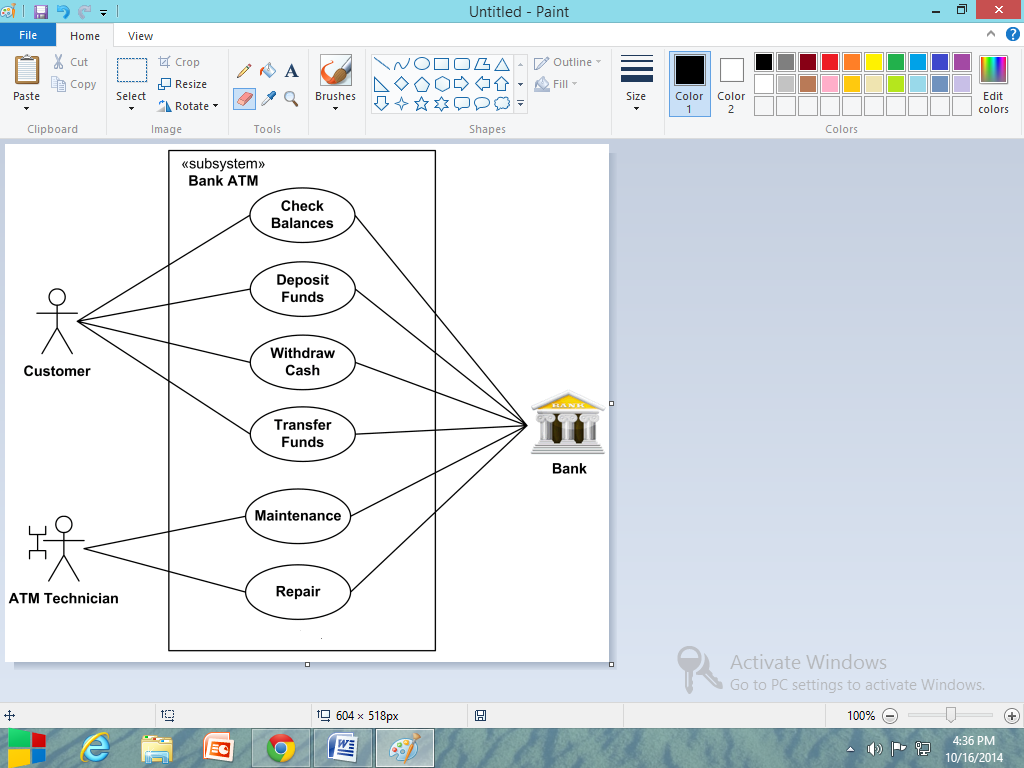 Untitled - Paint
File
Home
View
Paste
Cut
Copy
Clipboard
Select
Crop
Resize
Rotate
Image
A
Tools
Brushes
Outline
Fill
Shapes
Size
Color
1
Color
2
Edit
colors
Colors
«subsystem»
Bank ATM
Check
Balances
Deposit
Funds
Withdraw
Cash
Transfer
Funds
Maintenance
Repair
Customer
ATM Technician
BANK
Bank
Activate Windows
Go to PC settings to activate Windows.
604 × 518px
100%
4:36 PM
10/16/2014